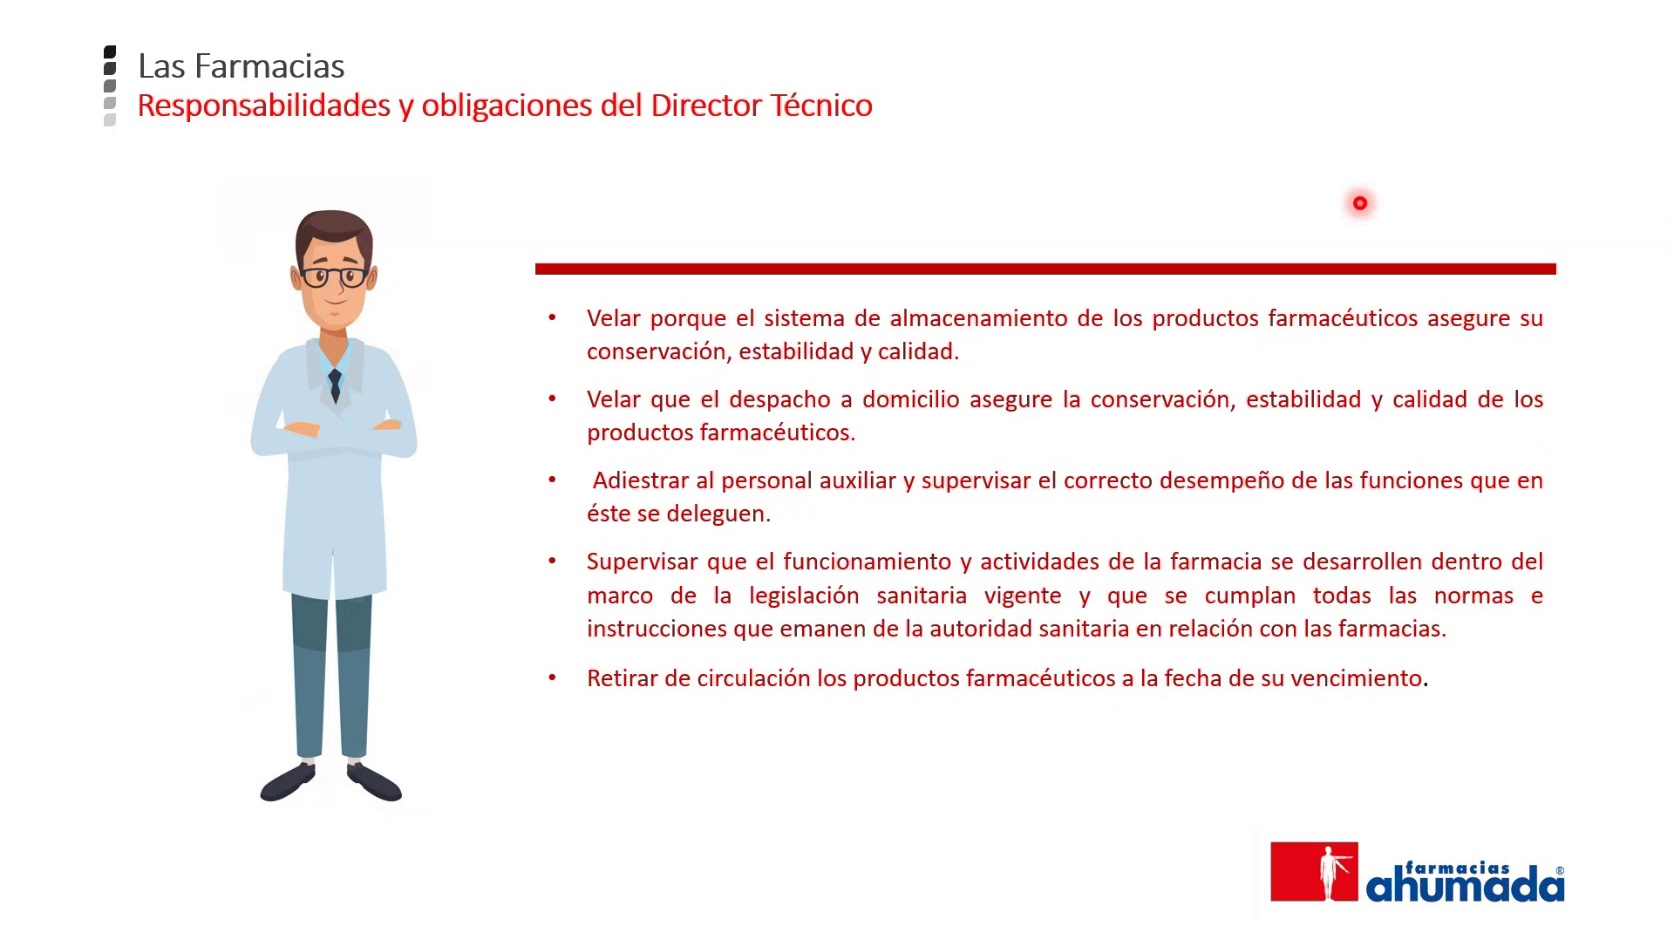 Las Farmacias
Responsabilidades y obligaciones del Director Técnico
• Velar porque el sistema de almacenamiento de los productos farmacéuticos asegure su
conservación, estabilidad y calidad.
• Velar que el despacho a domicilio asegure la conservación, estabilidad y calidad de los
productos farmacéuticos.
• Adiestrar al personal auxiliar y supervisar el correcto desempeño de las funciones que en
éste se deleguen.
• Supervisar que el funcionamiento y actividades de la farmacia se desarrollen dentro del
marco de la legislación sanitaria vigente y que se cumplan todas las normas e
instrucciones que emanen de la autoridad sanitaria en relación con las farmacias.
• Retirar de circulación los productos farmacéuticos a la fecha de su vencimiento.
farmacias
ahumada®